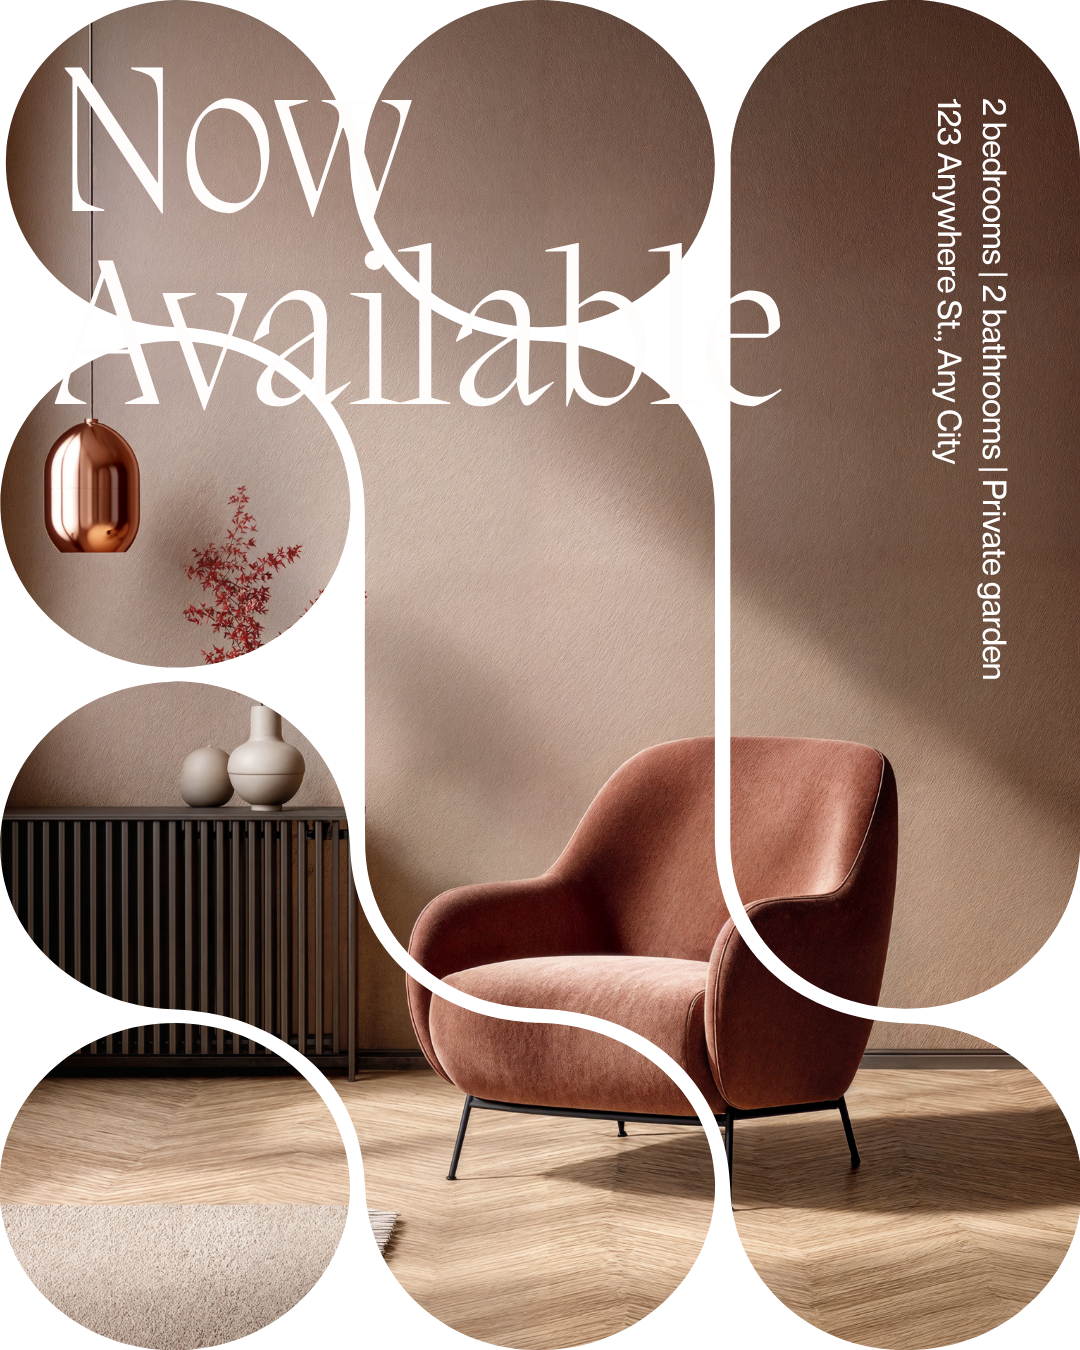 Now
Available
2 bedrooms | 2 bathrooms | Private garden
123 Anywhere St., Any City